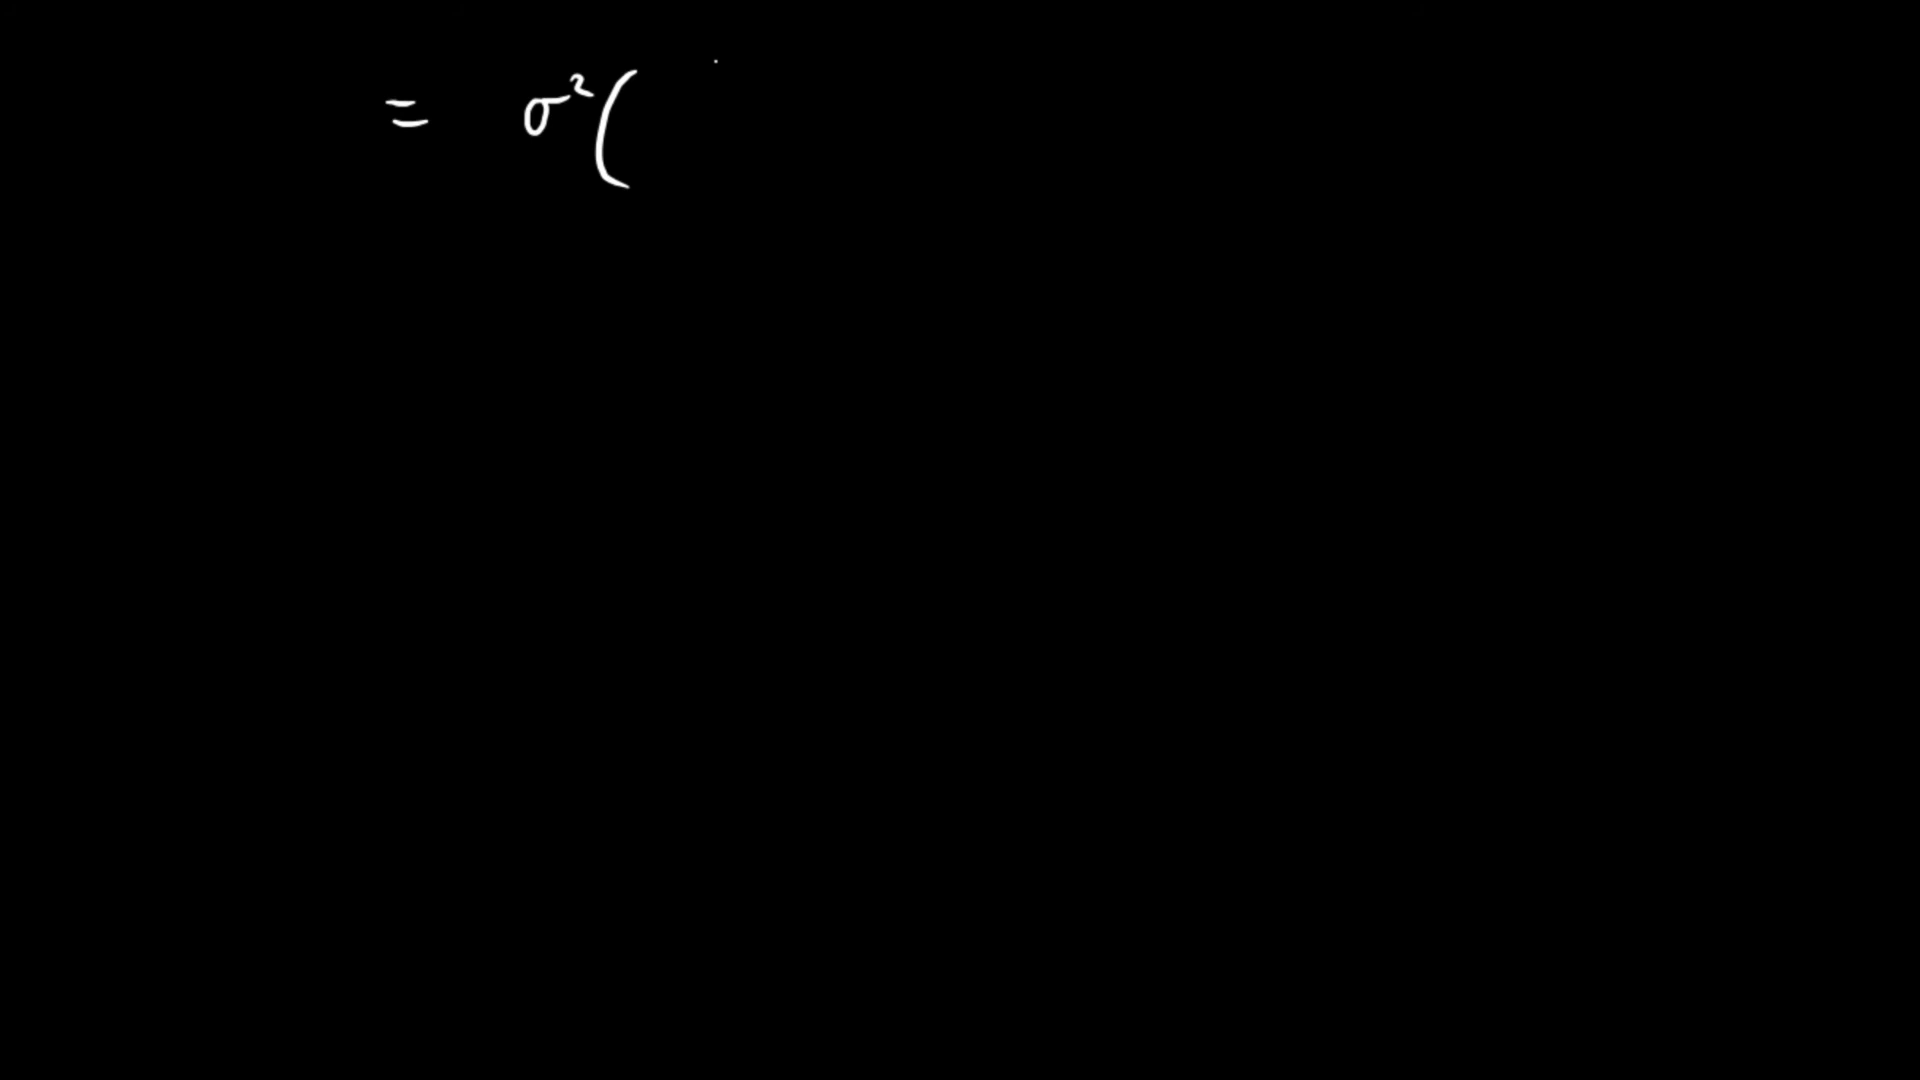 = σ²(